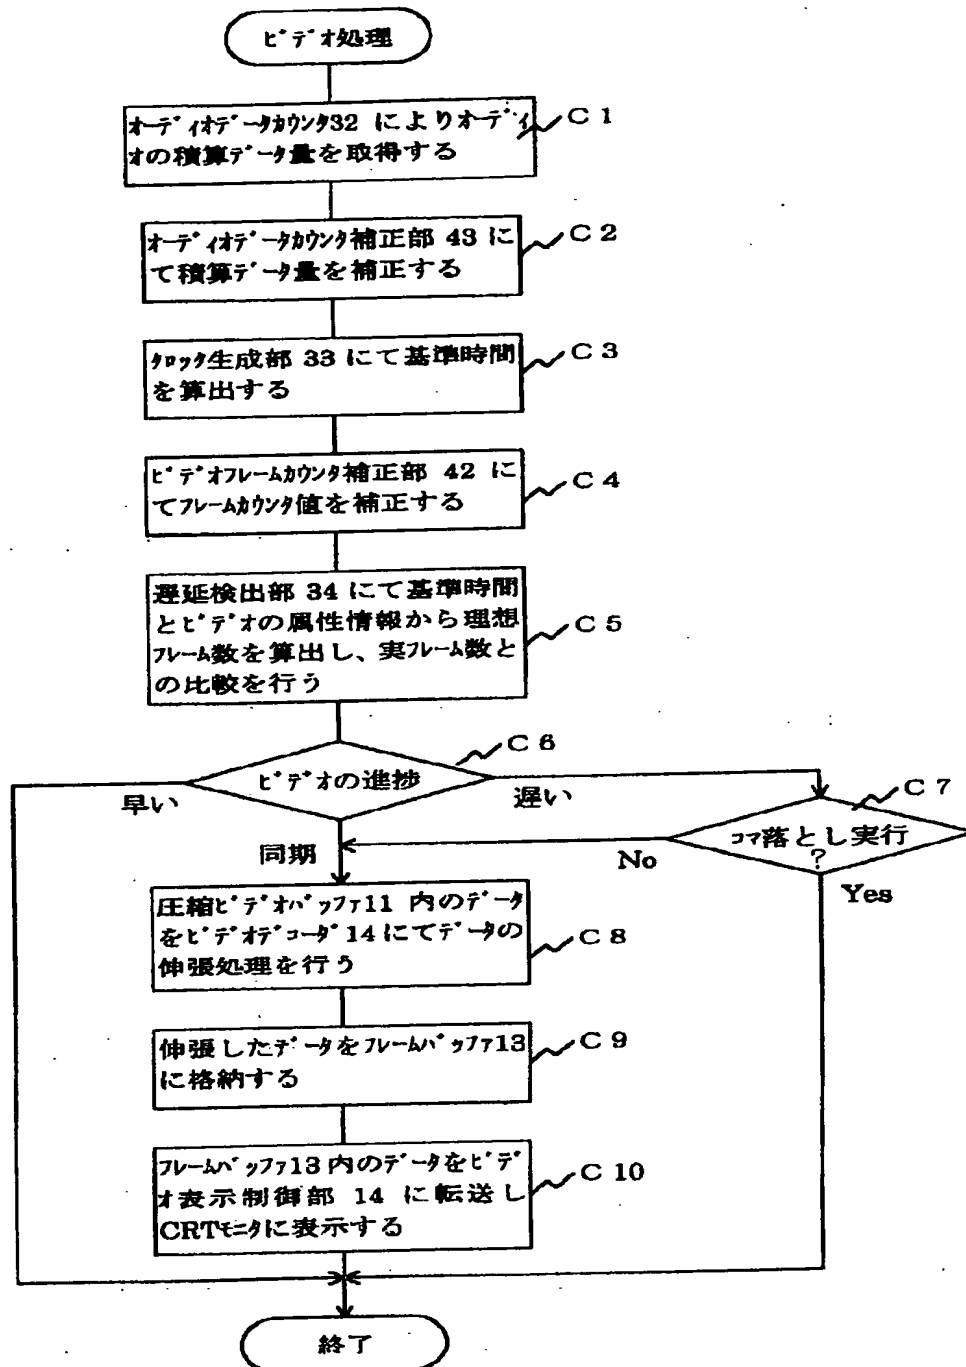 ﾋﾞﾃﾞｵ処理
ｵｰﾃﾞｨｵﾃﾞｰﾀｶｳﾝﾀ32 によりｵｰﾃﾞｨ
ｵの積算ﾃﾞｰﾀ量を取得する
C 1
ｵｰﾃﾞｨｵﾃﾞｰﾀｶｳﾝﾀ補正部 43 に
て積算ﾃﾞｰﾀ量を補正する
C 2
ｸﾛｯｸ生成部 33 にて基準時間
を算出する
C 3
ﾋﾞﾃﾞｵﾌﾚｰﾑｶｳﾝﾀ補正部 42 に
てﾌﾚｰﾑｶｳﾝﾀ値を補正する
C 4
遅延検出部 34 にて基準時間
とﾋﾞﾃﾞｵの属性情報から理想
ﾌﾚｰﾑ数を算出し、実ﾌﾚｰﾑ数と
の比較を行う
C 5
ﾋﾞﾃﾞｵの進捗
C 6
早い
遅い
同期
ｺﾏ落とし実行
?
C 7
No
Yes
圧縮ﾋﾞﾃﾞｵﾊﾞｯﾌｧ11 内のﾃﾞｰﾀ
をﾋﾞﾃﾞｵﾃﾞｺｰﾀﾞ14にてﾃﾞｰﾀの
伸張処理を行う
C 8
伸張したﾃﾞｰﾀをﾌﾚｰﾑﾊﾞｯﾌｧ13
に格納する
C 9
ﾌﾚｰﾑﾊﾞｯﾌｧ13 内のﾃﾞｰﾀをﾋﾞﾃﾞ
ｵ表示制御部 14 に転送し
CRTﾓﾆﾀに表示する
C 10
終了